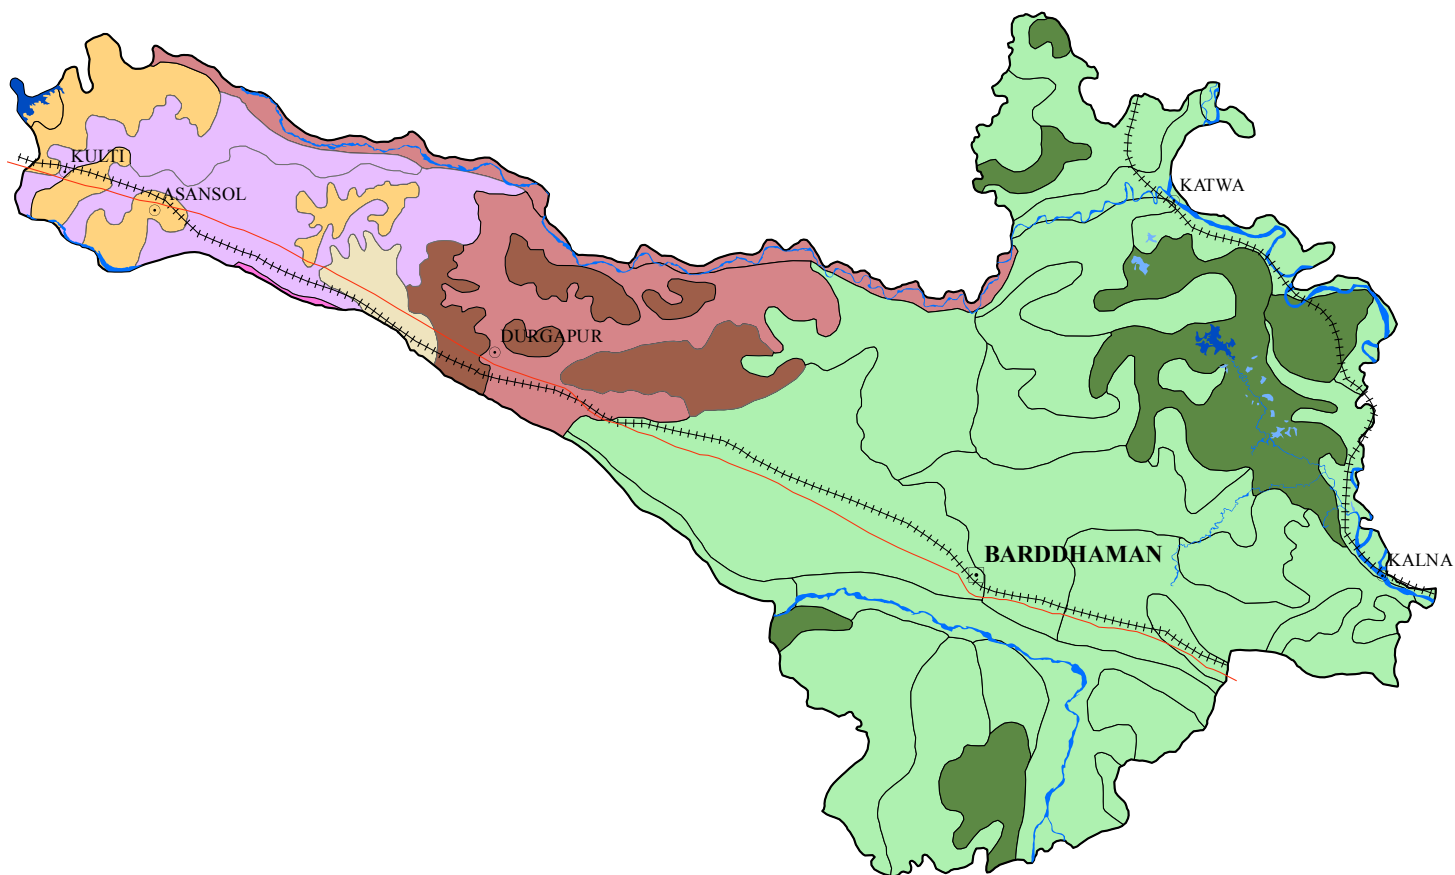 KULTI
ASANSOL
KATWA
DURGAPUR
BARDDHAMAN
KALNA